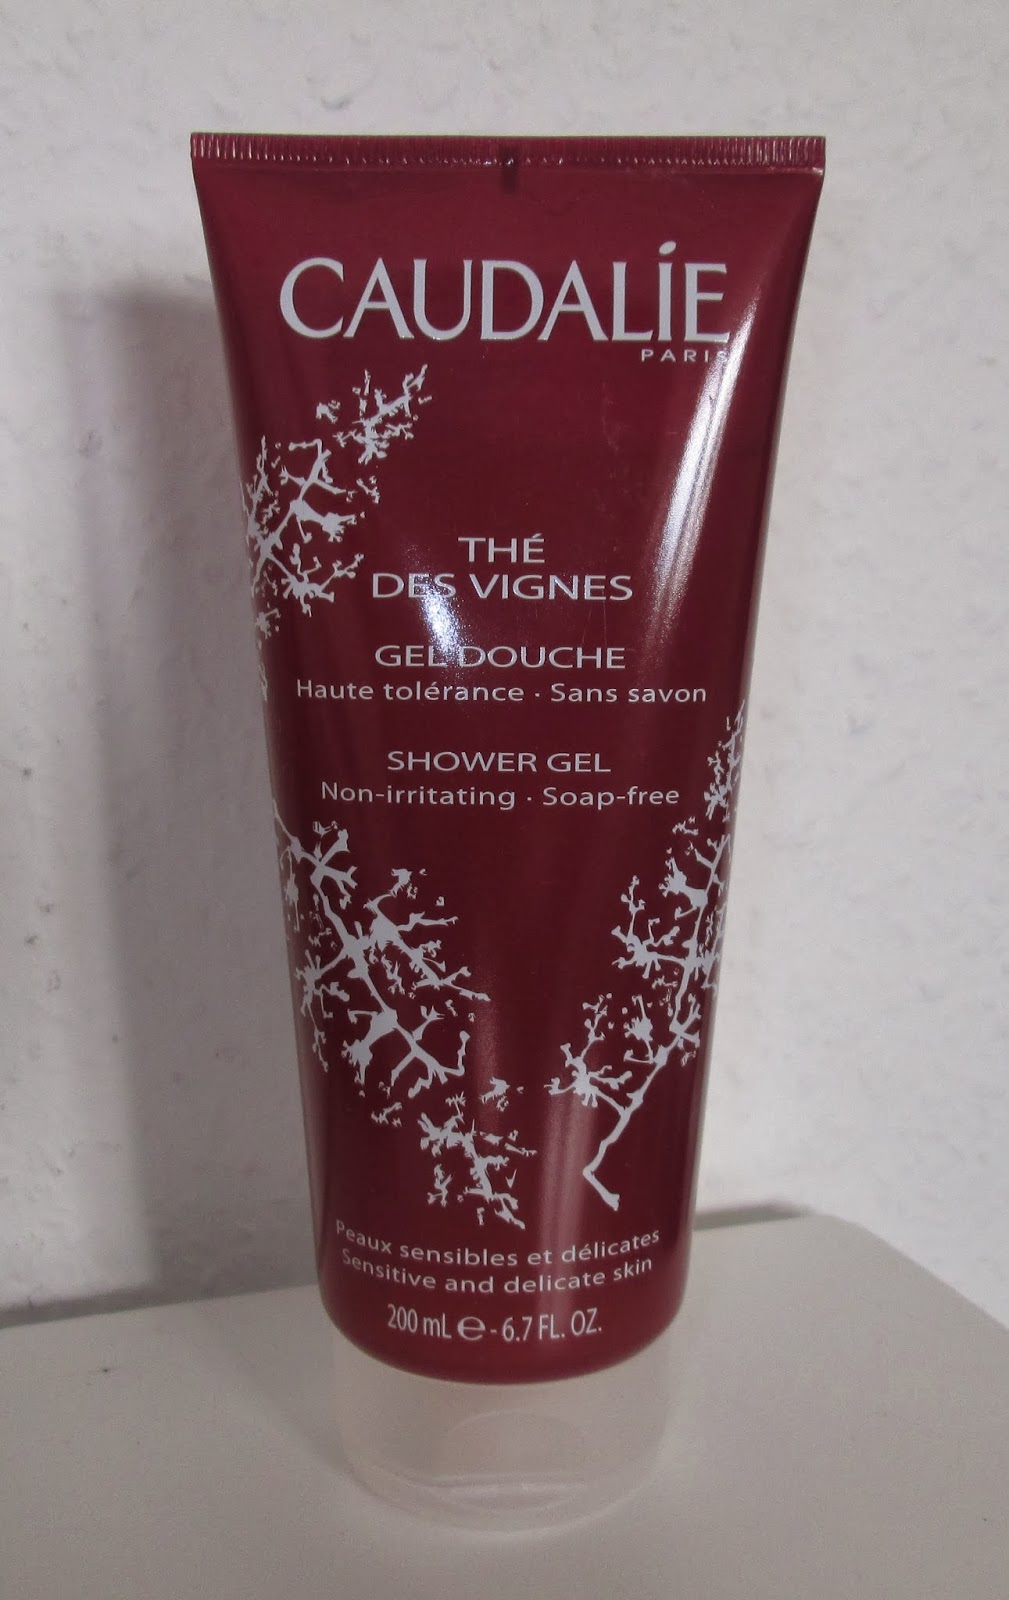 CAUDALİE
PARIS
THÉ
DES VIGNES
GEL DOUCHE
Haute tolérance · Sans savon
SHOWER GEL
Non-irritating · Soap-free
Peaux sensibles et délicates
Sensitive and delicate skin
200 mL ℮ - 6.7 FL. OZ.